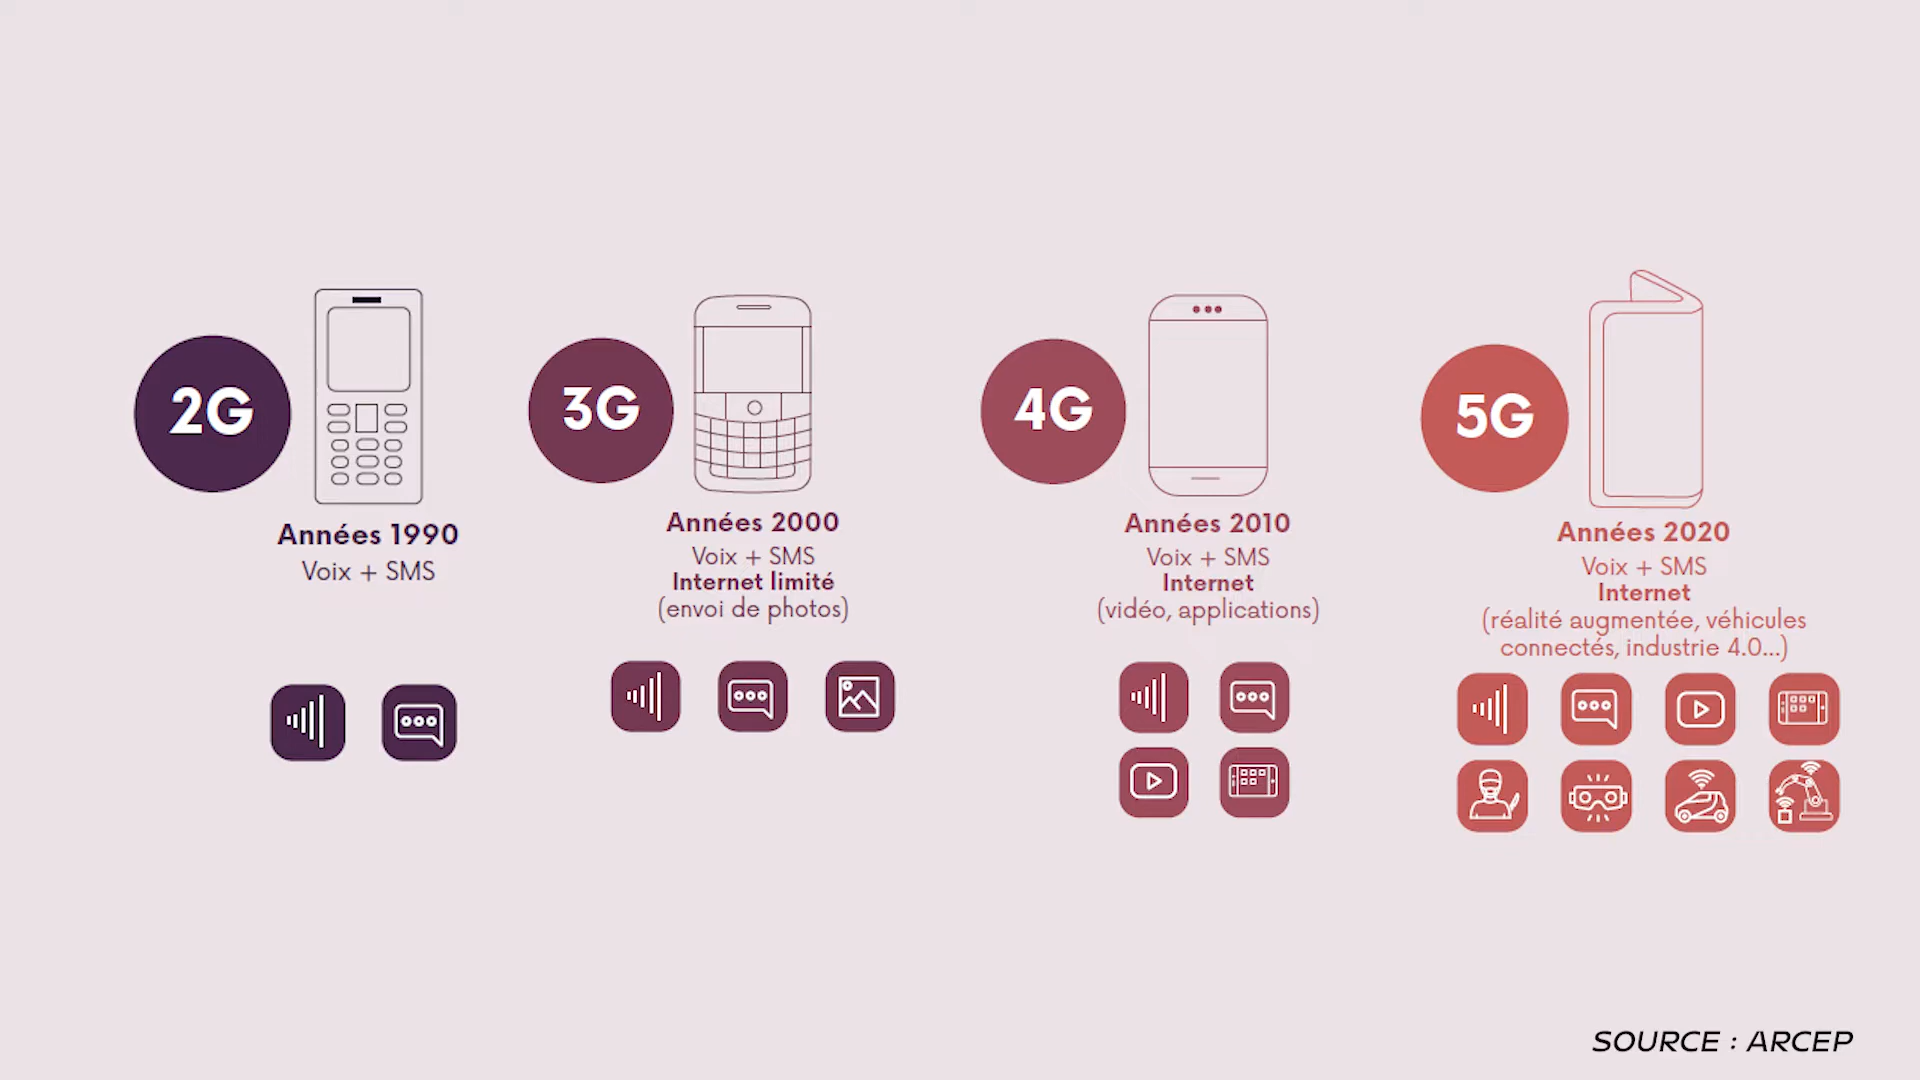 2G
Années 1990
Voix + SMS
3G
Années 2000
Voix + SMS
Internet limité
(envoi de photos)
4G
Années 2010
Voix + SMS
Internet
(vidéo, applications)
5G
Années 2020
Voix + SMS
Internet
(réalité augmentée, véhicules
connectés, industrie 4.0...)
SOURCE : ARCEP